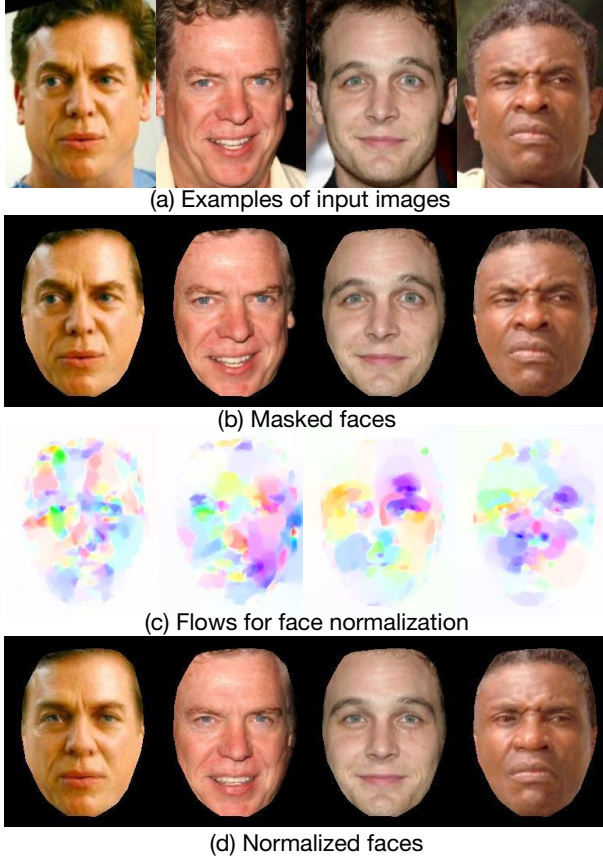 (a) Examples of input images
(b) Masked faces
(c) Flows for face normalization
(d) Normalized faces